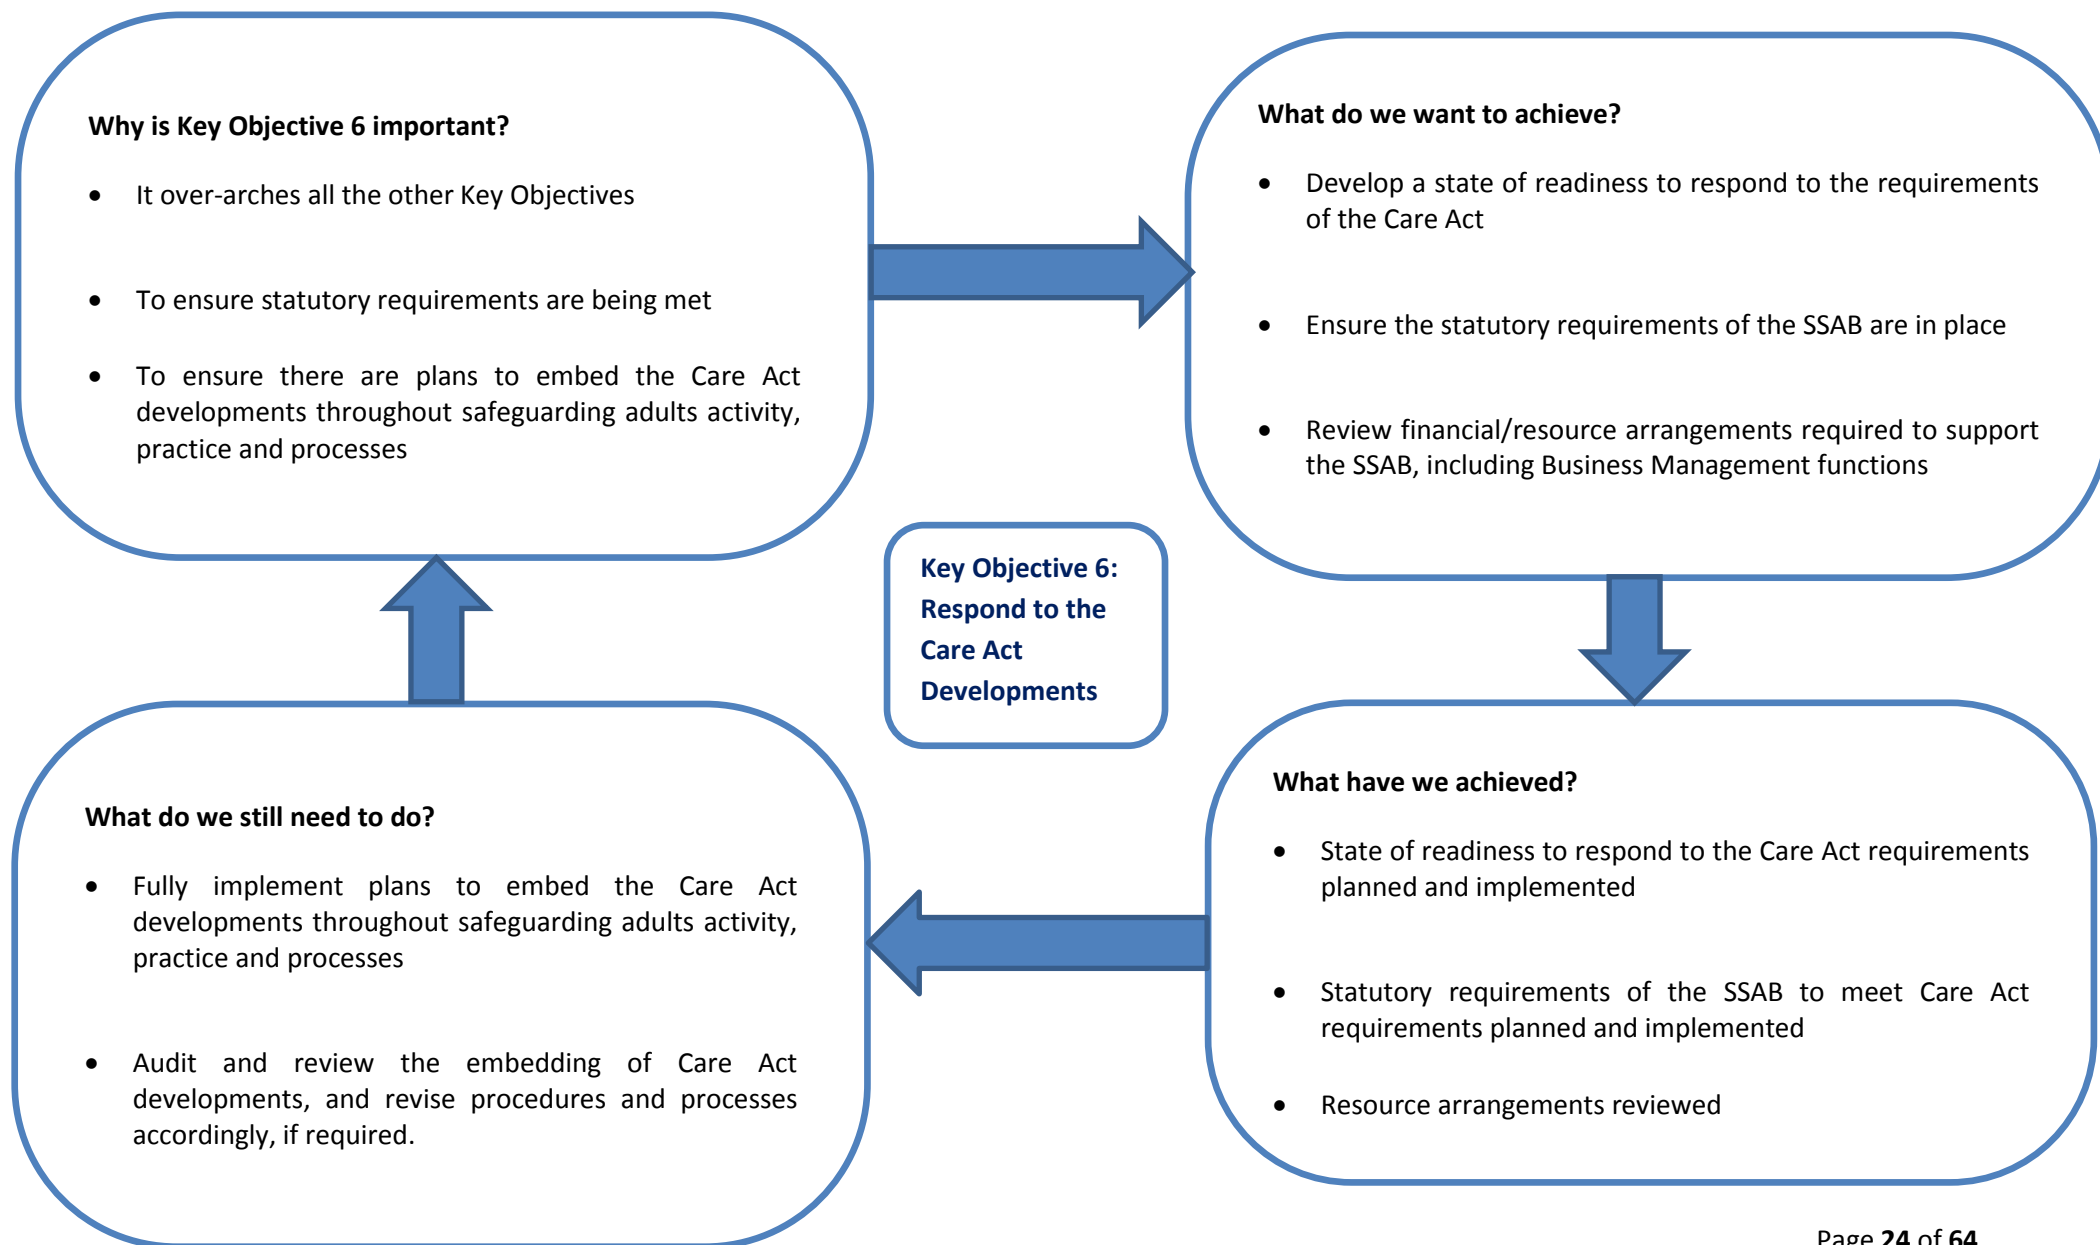 Why is Key Objective 6 important?
• It over-arches all the other Key Objectives
• To ensure statutory requirements are being met
• To ensure there are plans to embed the Care Act
developments throughout safeguarding adults activity,
practice and processes
What do we want to achieve?
• Develop a state of readiness to respond to the requirements
of the Care Act
• Ensure the statutory requirements of the SSAB are in place
• Review financial/resource arrangements required to support
the SSAB, including Business Management functions
Key Objective 6:
Respond to the
Care Act
Developments
What have we achieved?
• State of readiness to respond to the Care Act requirements
planned and implemented
• Statutory requirements of the SSAB to meet Care Act
requirements planned and implemented
• Resource arrangements reviewed
What do we still need to do?
• Fully implement plans to embed the Care Act
developments throughout safeguarding adults activity,
practice and processes
• Audit and review the embedding of Care Act
developments, and revise procedures and processes
accordingly, if required.
Page 24 of 64